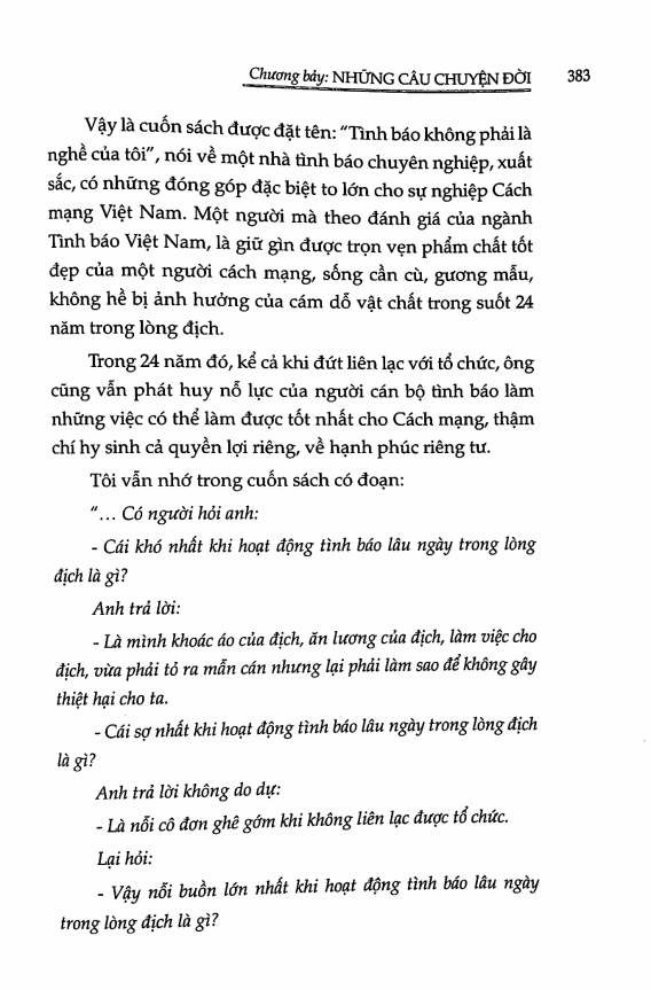 Chương bảy: NHỮNG CÂU CHUYỆN ĐỜI 383
Vậy là cuốn sách được đặt tên: “Tình báo không phải là
nghề của tôi”, nói về một nhà tình báo chuyên nghiệp, xuất
sắc, có những đóng góp đặc biệt to lớn cho sự nghiệp Cách
mạng Việt Nam. Một người mà theo đánh giá của ngành
Tình báo Việt Nam, là giữ gìn được trọn vẹn phẩm chất tốt
đẹp của một người cách mạng, sống cần cù, gương mẫu,
không hề bị ảnh hưởng của cám dỗ vật chất trong suốt 24
năm trong lòng địch.
Trong 24 năm đó, kể cả khi đứt liên lạc với tổ chức, ông
cũng vẫn phát huy nỗ lực của người cán bộ tình báo làm
những việc có thể làm được tốt nhất cho Cách mạng, thậm
chí hy sinh cả quyền lợi riêng, về hạnh phúc riêng tư.
Tôi vẫn nhớ trong cuốn sách có đoạn:
“... Có người hỏi anh:
- Cái khó nhất khi hoạt động tình báo lâu ngày trong lòng
địch là gì?
Anh trả lời:
- Là mình khoác áo của địch, ăn lương của địch, làm việc cho
địch, vừa phải tỏ ra mẫn cán nhưng lại phải làm sao để không gây
thiệt hại cho ta.
- Cái sợ nhất khi hoạt động tình báo lâu ngày trong lòng địch
là gì?
Anh trả lời không do dự:
- Là nỗi cô đơn ghê gớm khi không liên lạc được tổ chức.
Lại hỏi:
- Vậy nỗi buồn lớn nhất khi hoạt động tình báo lâu ngày
trong lòng địch là gì?